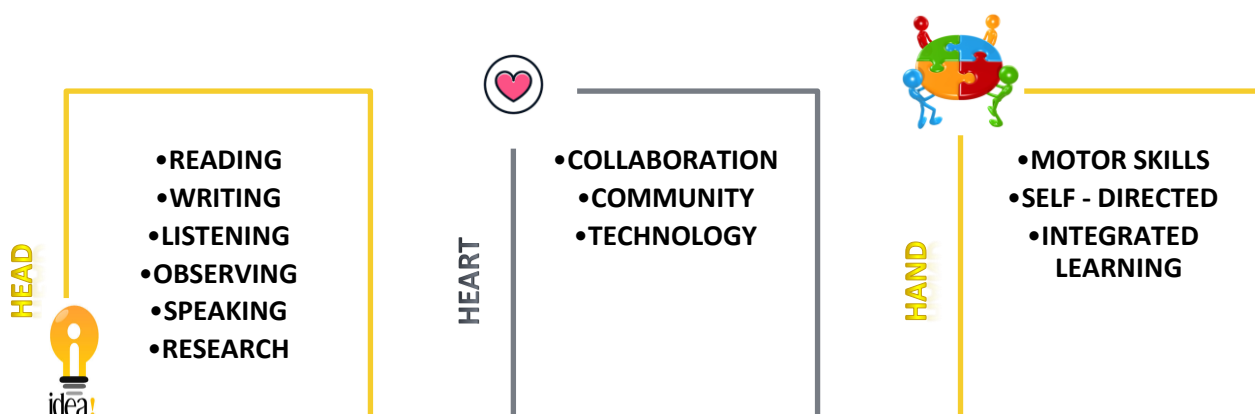 HEAD
•READING
•WRITING
•LISTENING
•OBSERVING
•SPEAKING
•RESEARCH
idea!
HEART
•COLLABORATION
•COMMUNITY
•TECHNOLOGY
HAND
•MOTOR SKILLS
•SELF - DIRECTED
•INTEGRATED
LEARNING